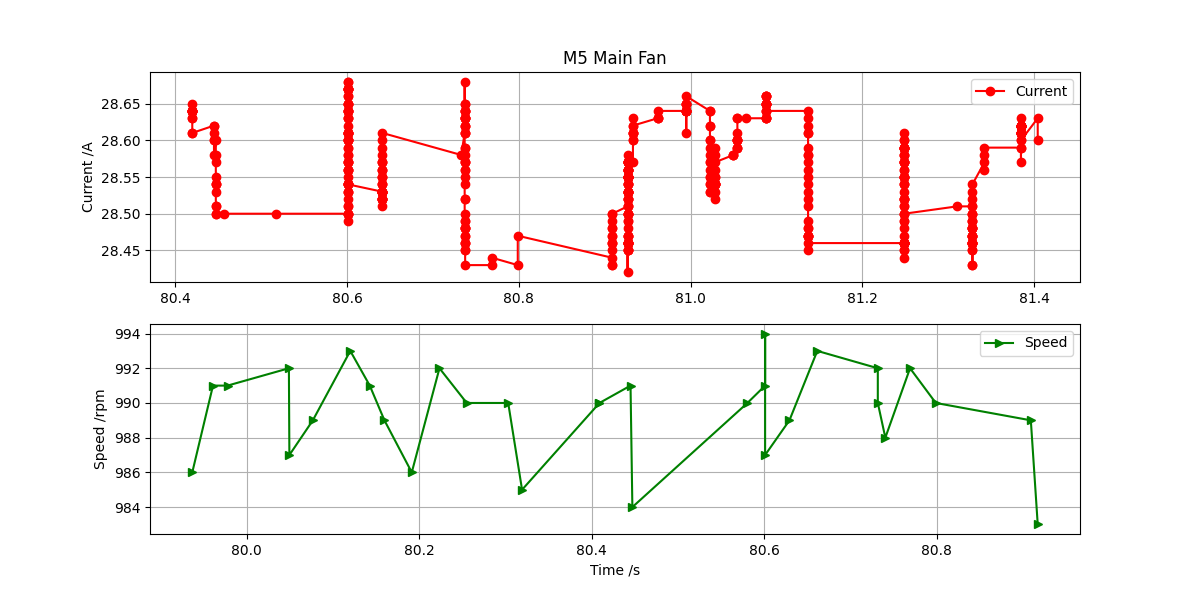 M5 Main Fan
Current /A
28.65
28.60
28.55
28.50
28.45
Current
80.4 80.6 80.8 81.0 81.2 81.4
Speed /rpm
994
992
990
988
986
984
Speed
80.0 80.2 80.4 80.6 80.8
Time /s